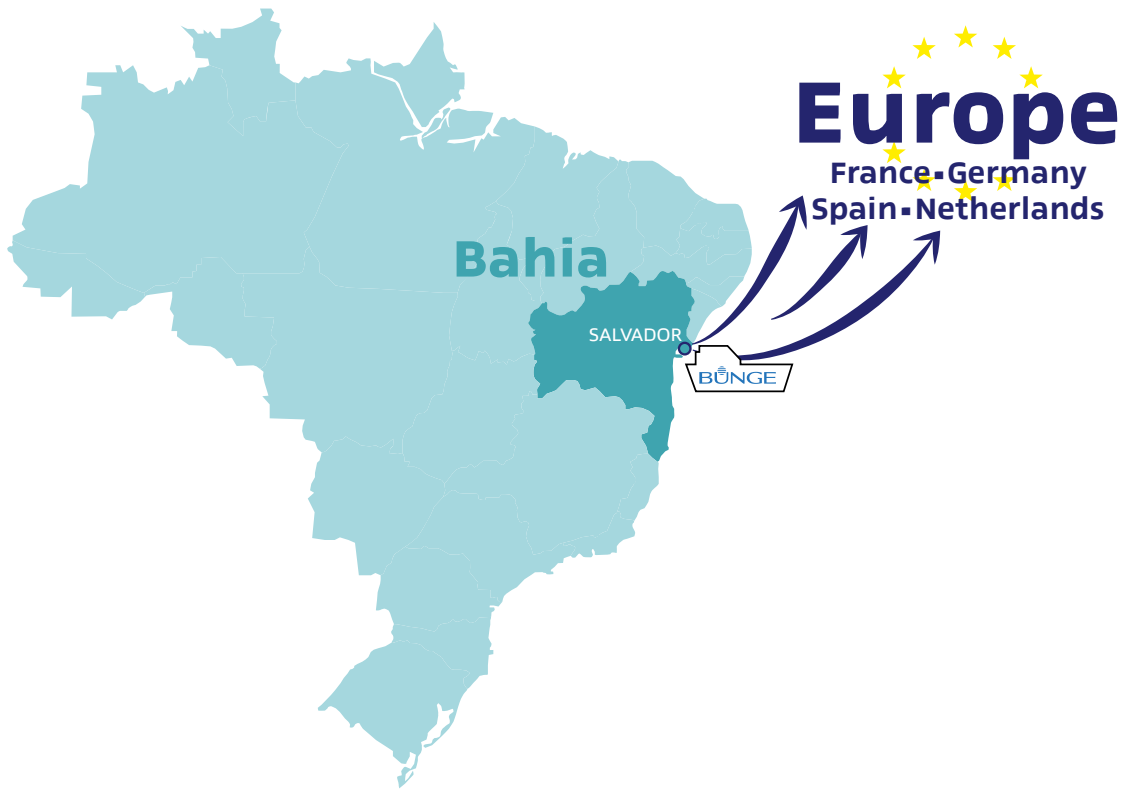 Europe
France▪Germany
Spain▪Netherlands
Bahia
SALVADOR
BUNGE